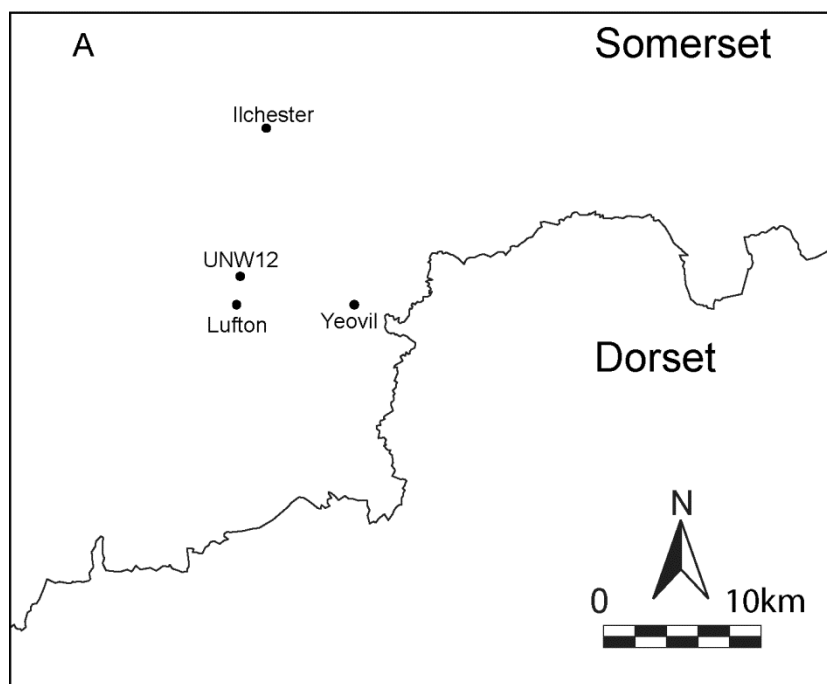 A
Somerset
Ilchester
UNW12
Lufton
Yeovil
Dorset
N
0 10km